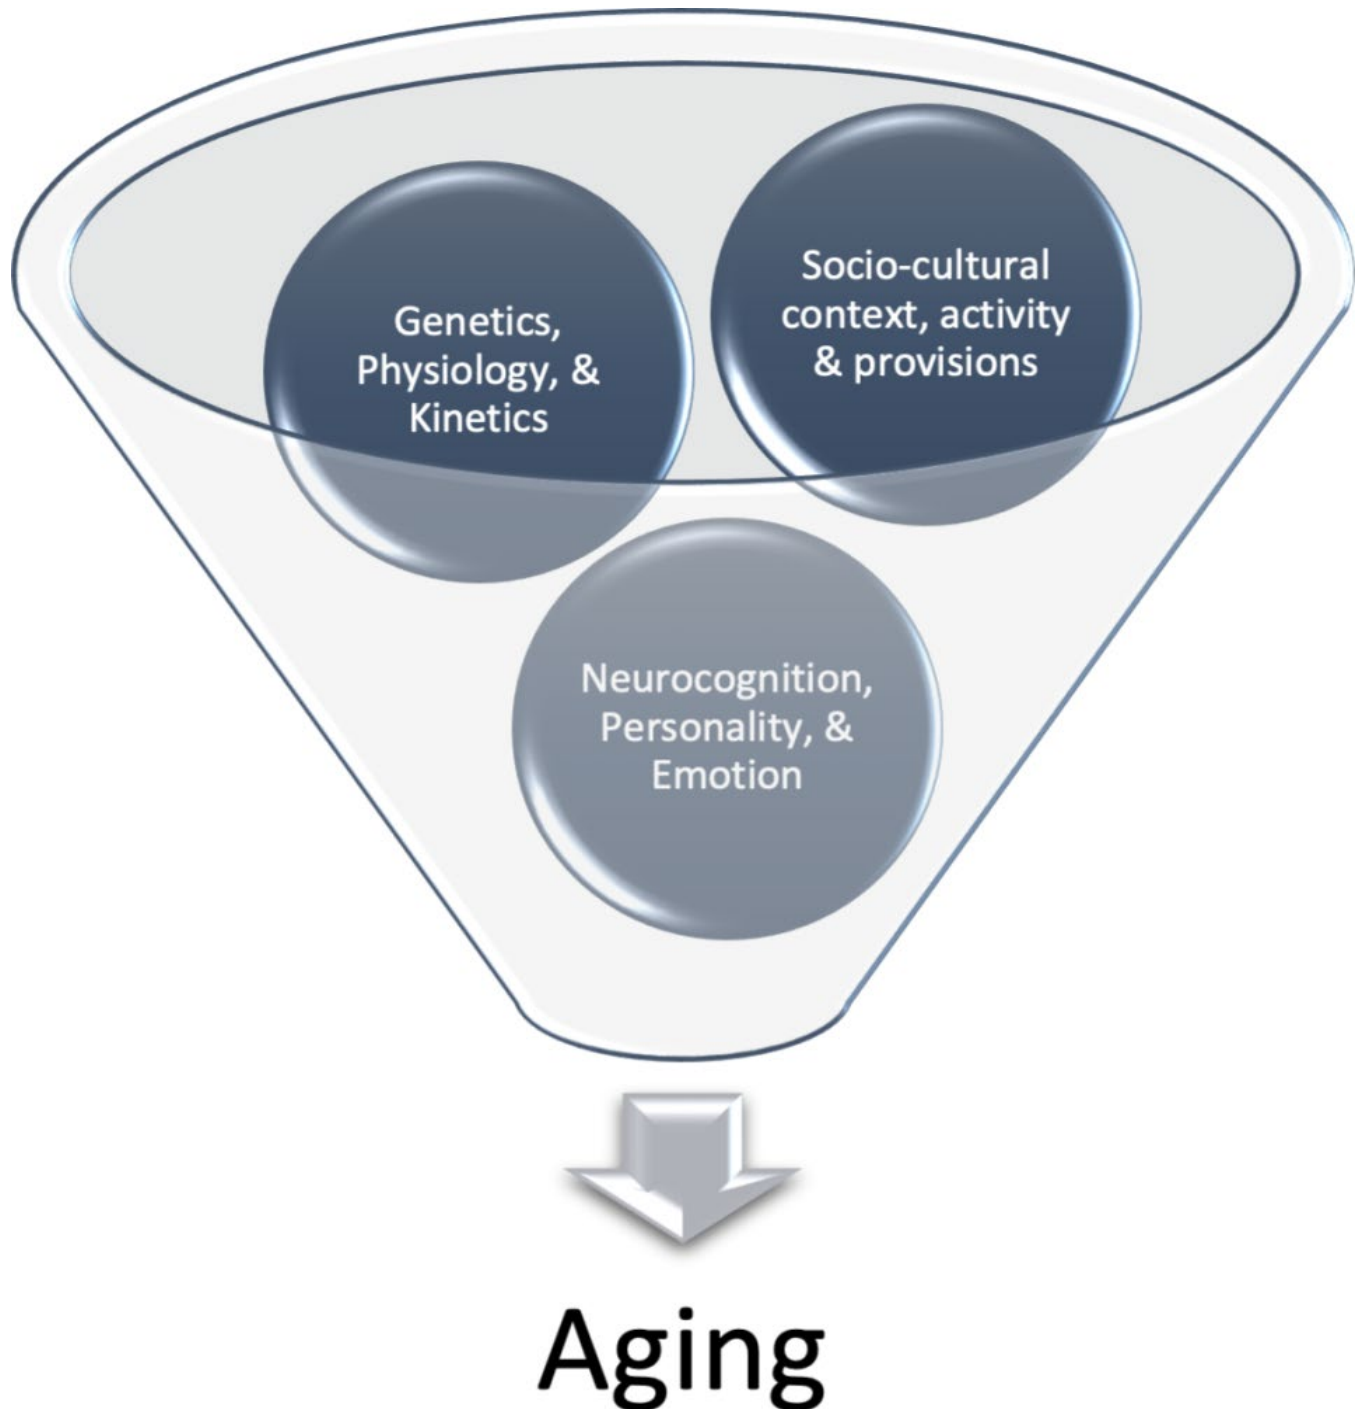 Genetics,
Physiology, &
Kinetics
Socio-cultural
context, activity
& provisions
Neurocognition,
Personality, &
Emotion
Aging